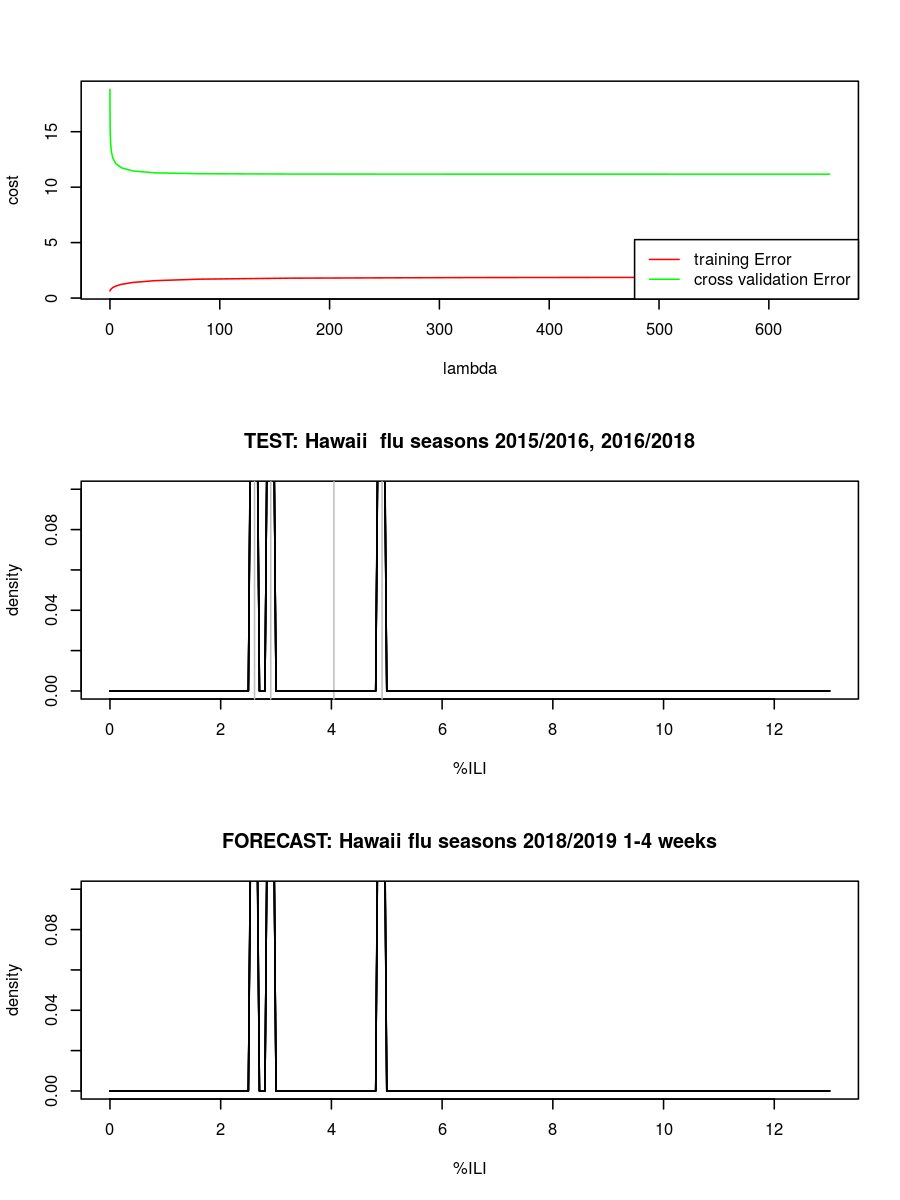 15
10
5
0
cost
training Error
cross validation Error
0 100 200 300 400 500 600
lambda
TEST: Hawaii  flu seasons 2015/2016, 2016/2018
0.08
0.04
0.00
density
0 2 4 6 8 10 12
%ILI
FORECAST: Hawaii flu seasons 2018/2019 1-4 weeks
0.08
0.04
0.00
density
0 2 4 6 8 10 12
%ILI